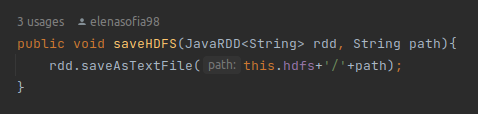 3 usages elenasofia98
public void saveHDFS(JavaRDD<String> rdd, String path){
rdd.saveAsTextFile( path: this.hdfs+'/'+path);
}